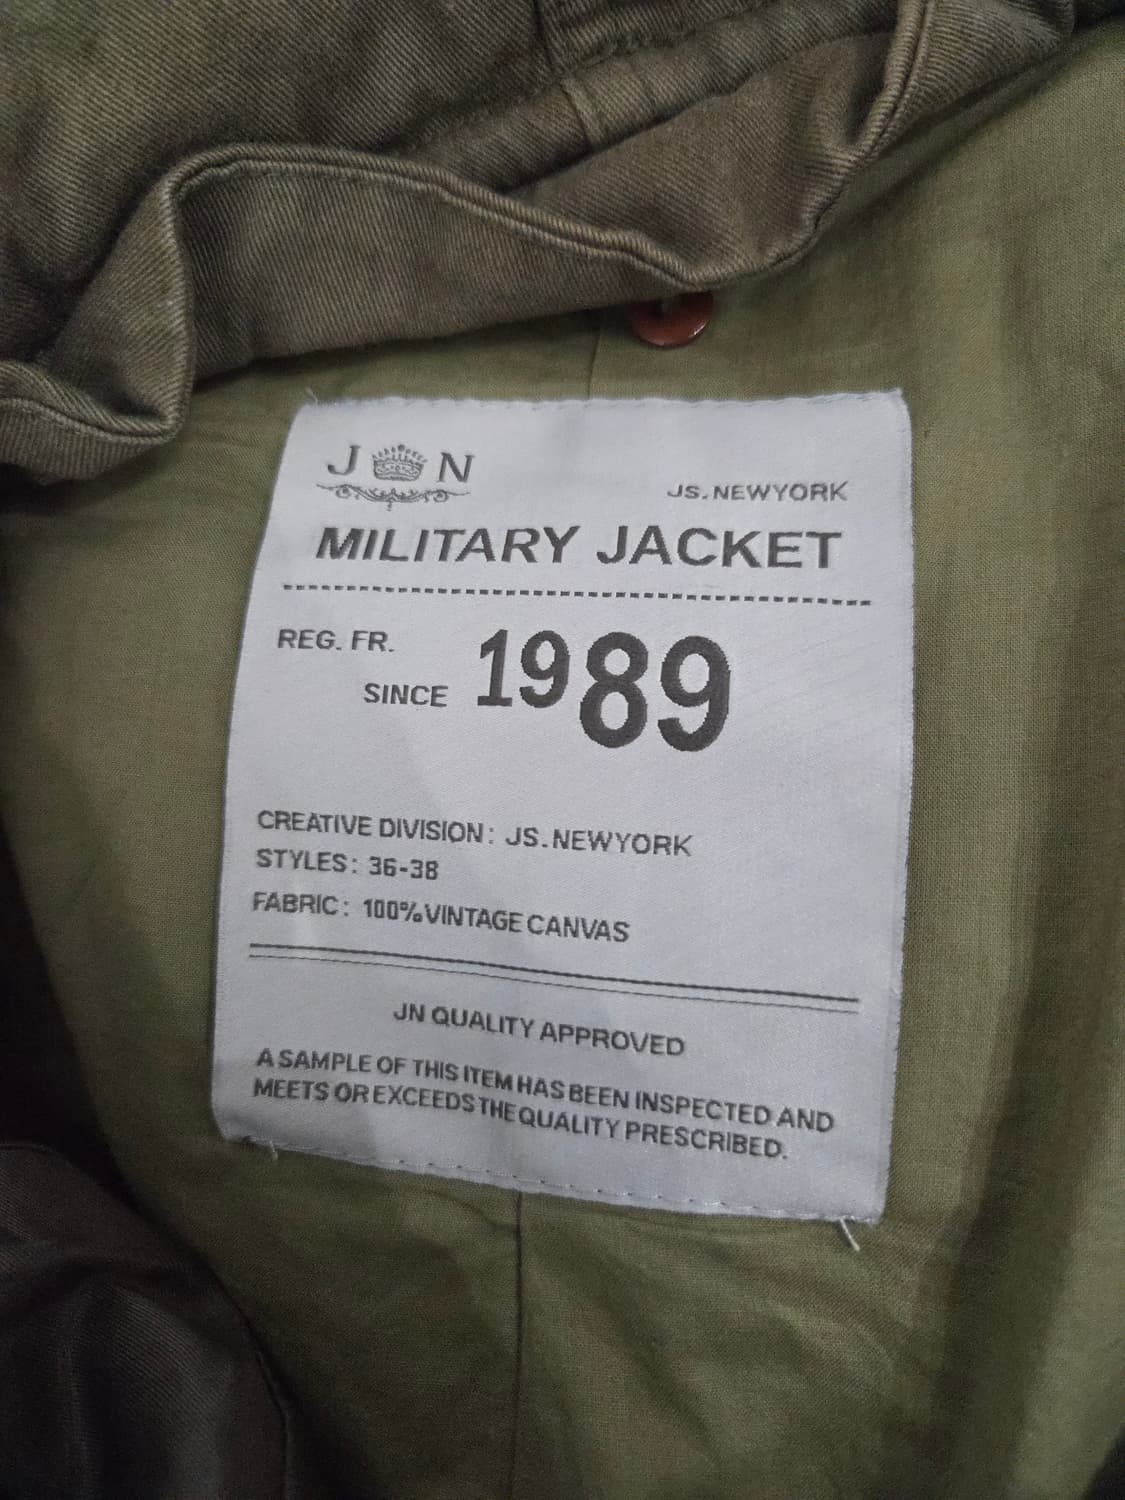 J N
JS.NEWYORK
MILITARY JACKET
REG. FR.
SINCE 1989
CREATIVE DIVISION: JS.NEWYORK
STYLES: 36-38
FABRIC: 100% VINTAGE CANVAS
JN QUALITY APPROVED
A SAMPLE OF THIS ITEM HAS BEEN INSPECTED AND
MEETS OR EXCEEDS THE QUALITY PRESCRIBED.